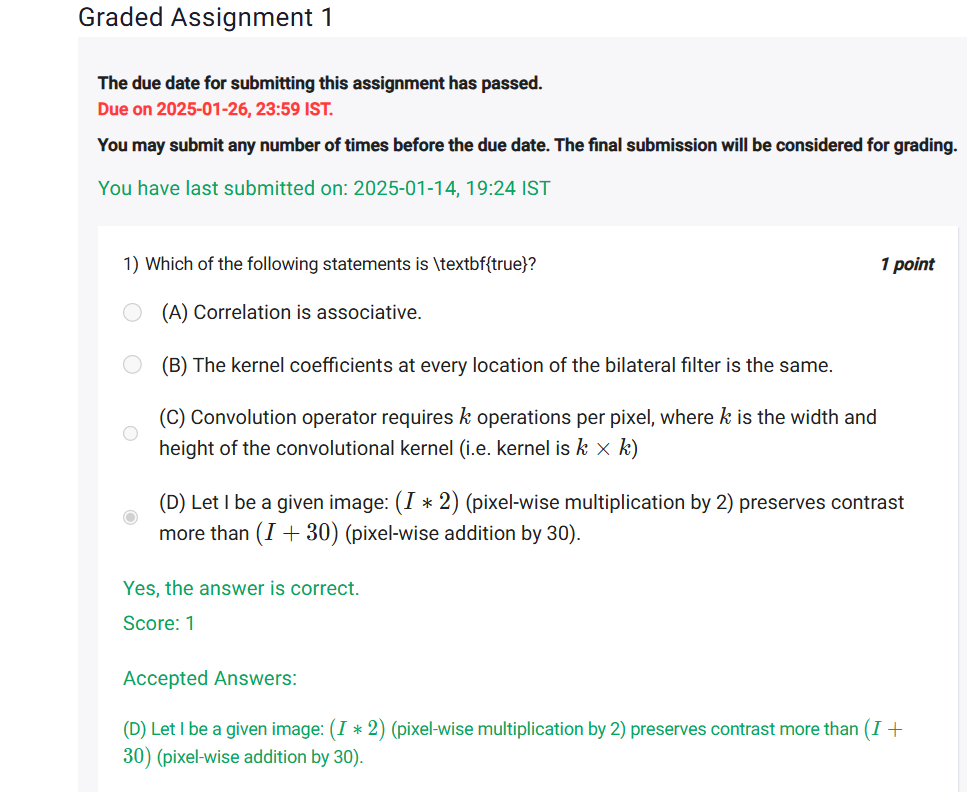 Graded Assignment 1
The due date for submitting this assignment has passed.
Due on 2025-01-26, 23:59 IST.
You may submit any number of times before the due date. The final submission will be considered for grading.
You have last submitted on: 2025-01-14, 19:24 IST
1) Which of the following statements is \textbf{true}?
1 point
(A) Correlation is associative.
(B) The kernel coefficients at every location of the bilateral filter is the same.
(C) Convolution operator requires k operations per pixel, where k is the width and
height of the convolutional kernel (i.e. kernel is k × k)
(D) Let I be a given image: (I ∗ 2) (pixel-wise multiplication by 2) preserves contrast
more than (I + 30) (pixel-wise addition by 30).
Yes, the answer is correct.
Score: 1
Accepted Answers:
(D) Let I be a given image: (I ∗ 2) (pixel-wise multiplication by 2) preserves contrast more than (I +
30) (pixel-wise addition by 30).